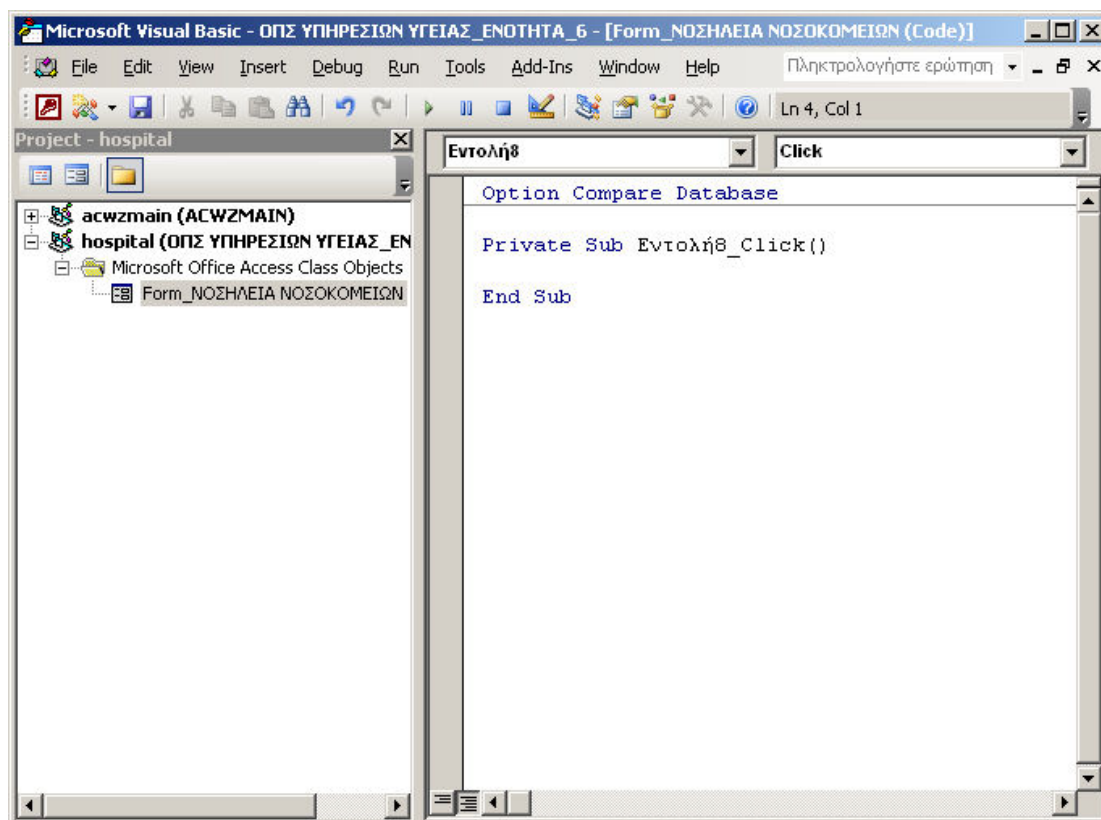 Microsoft Visual Basic - ΟΠΣ ΥΠΗΡΕΣΙΩΝ ΥΓΕΙΑΣ_ΕΝΟΤΗΤΑ_6 - [Form_ΝΟΣΗΛΕΙΑ ΝΟΣΟΚΟΜΕΙΩΝ (Code)]
File Edit View Insert Debug Run Tools Add-Ins Window Help Πληκτρολογήστε ερώτηση
Ln 4, Col 1
Project - hospital
acwzmain (ACWZMAIN)
hospital (ΟΠΣ ΥΠΗΡΕΣΙΩΝ ΥΓΕΙΑΣ_ΕΝ
Microsoft Office Access Class Objects
Form_ΝΟΣΗΛΕΙΑ ΝΟΣΟΚΟΜΕΙΩΝ
Εντολή8 Click
Option Compare Database
Private Sub Εντολή8_Click()
End Sub